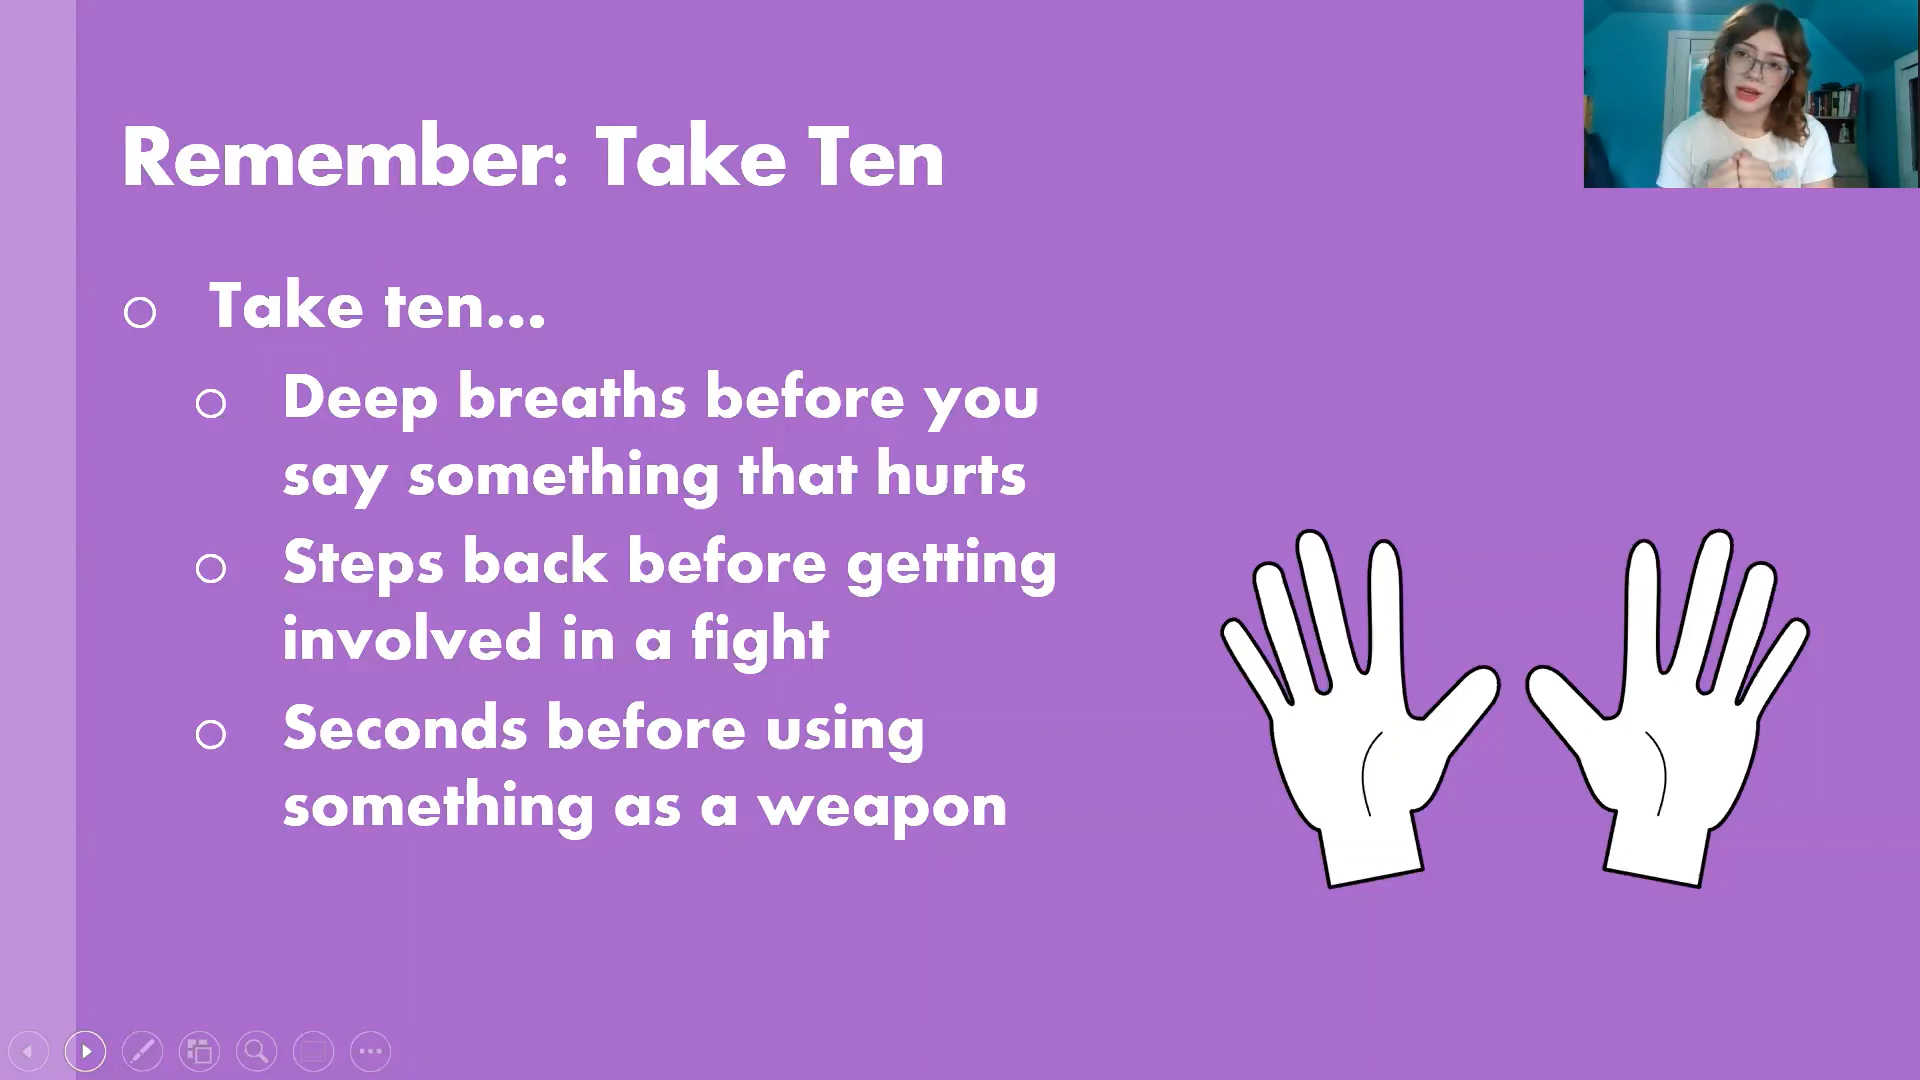 Remember: Take Ten
Take ten...
Deep breaths before you
say something that hurts
Steps back before getting
involved in a fight
Seconds before using
something as a weapon